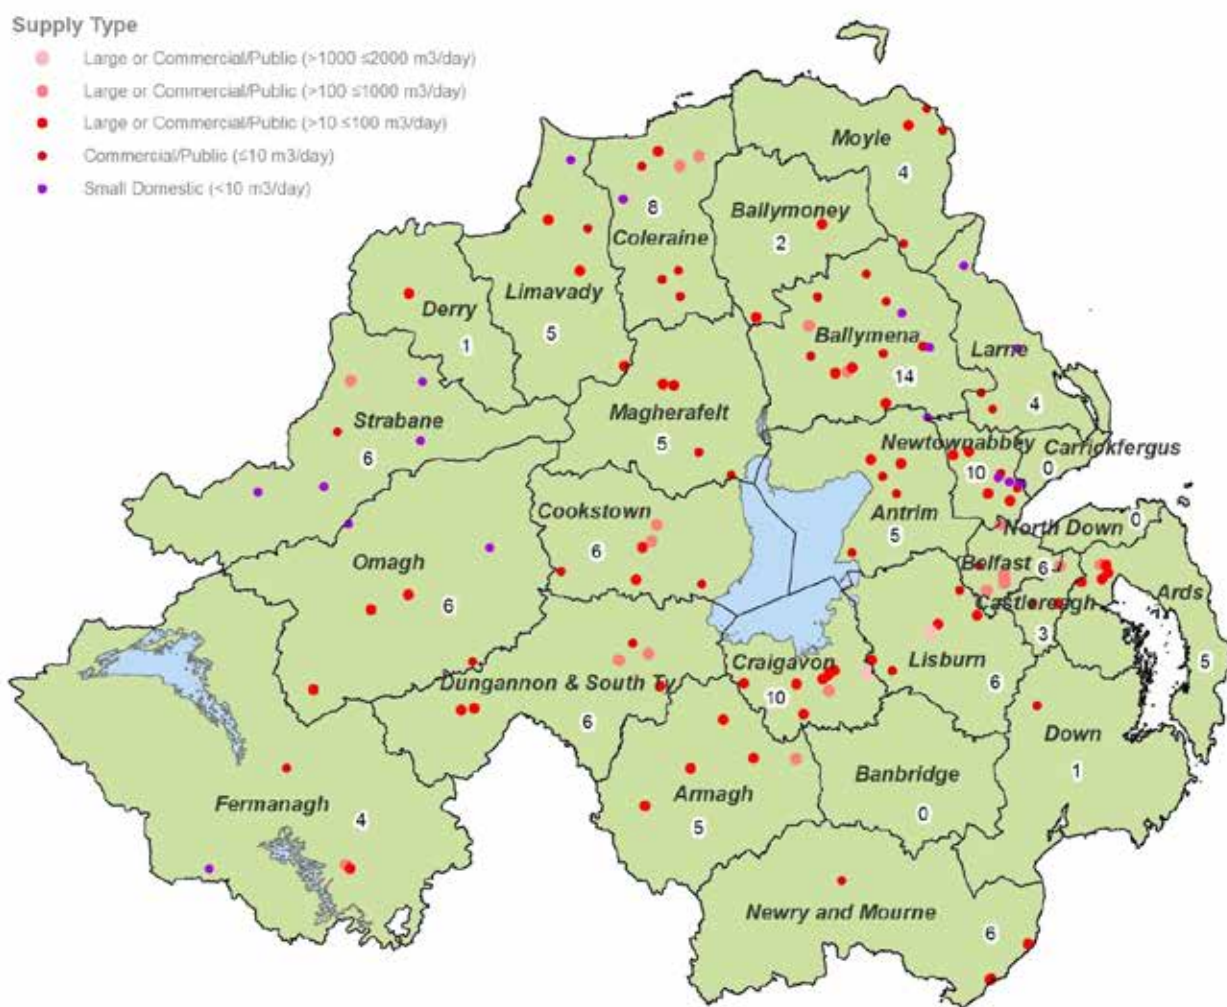 Supply Type
Large or Commercial/Public (>1000 ≤2000 m3/day)
Large or Commercial/Public (>100 ≤1000 m3/day)
Large or Commercial/Public (>10 ≤100 m3/day)
Commercial/Public (≤10 m3/day)
Small Domestic (<10 m3/day)
Moyle
4
Ballymoney
2
8
Coleraine
Limavady
5
Derry
1
Ballymena
14
Larne
4
Strabane
6
Magherafelt
5
Newtownabbey
10
Carrickfergus
0
Cookstown
6
Antrim
5
North Down
0
Omagh
6
Belfast
6
Castlereagh
3
Ards
5
Dungannon & South Ty
6
Craigavon
10
Lisburn
6
Down
1
Banbridge
0
Armagh
5
Fermanagh
4
Newry and Mourne
6